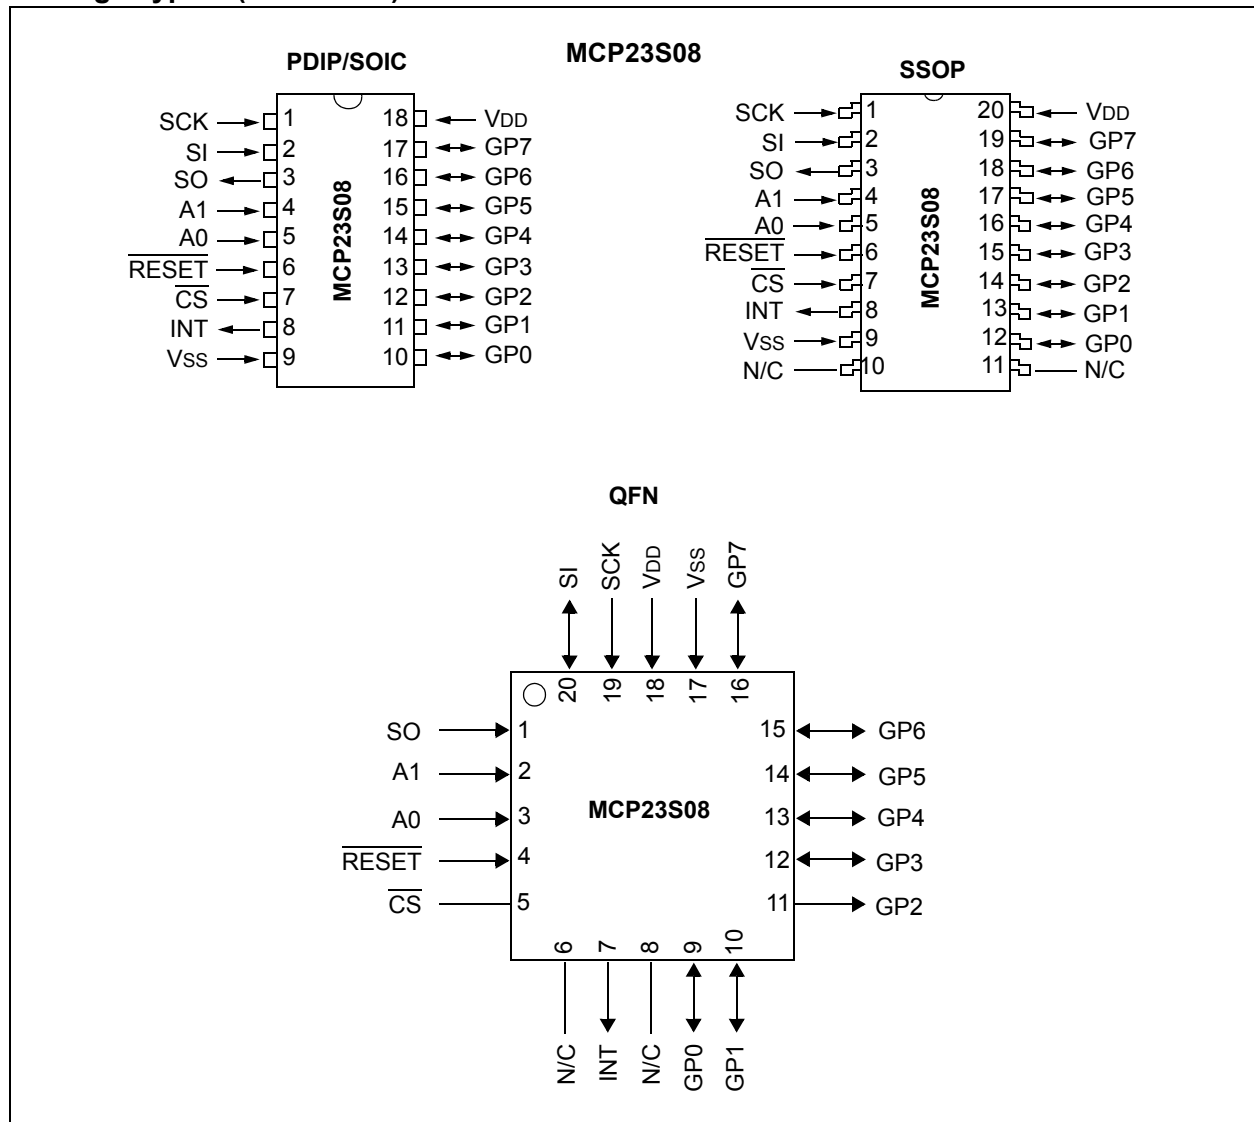 MCP23S08
PDIP/SOIC
SCK 1 18 VDD
SI 2 17 GP7
SO 3 16 GP6
A1 4 15 GP5
A0 5 14 GP4
RESET 6 13 GP3
CS 7 12 GP2
INT 8 11 GP1
VSS 9 10 GP0
MCP23S08
SSOP
SCK 1 20 VDD
SI 2 19 GP7
SO 3 18 GP6
A1 4 17 GP5
A0 5 16 GP4
RESET 6 15 GP3
CS 7 14 GP2
INT 8 13 GP1
VSS 9 12 GP0
N/C 10 11 N/C
MCP23S08
QFN
SI SCK VDD VSS GP7
20 19 18 17 16
SO 1 15 GP6
A1 2 14 GP5
A0 3 13 GP4
MCP23S08
RESET 4 12 GP3
CS 5 11 GP2
6 7 8 9 10
N/C INT N/C GP0 GP1